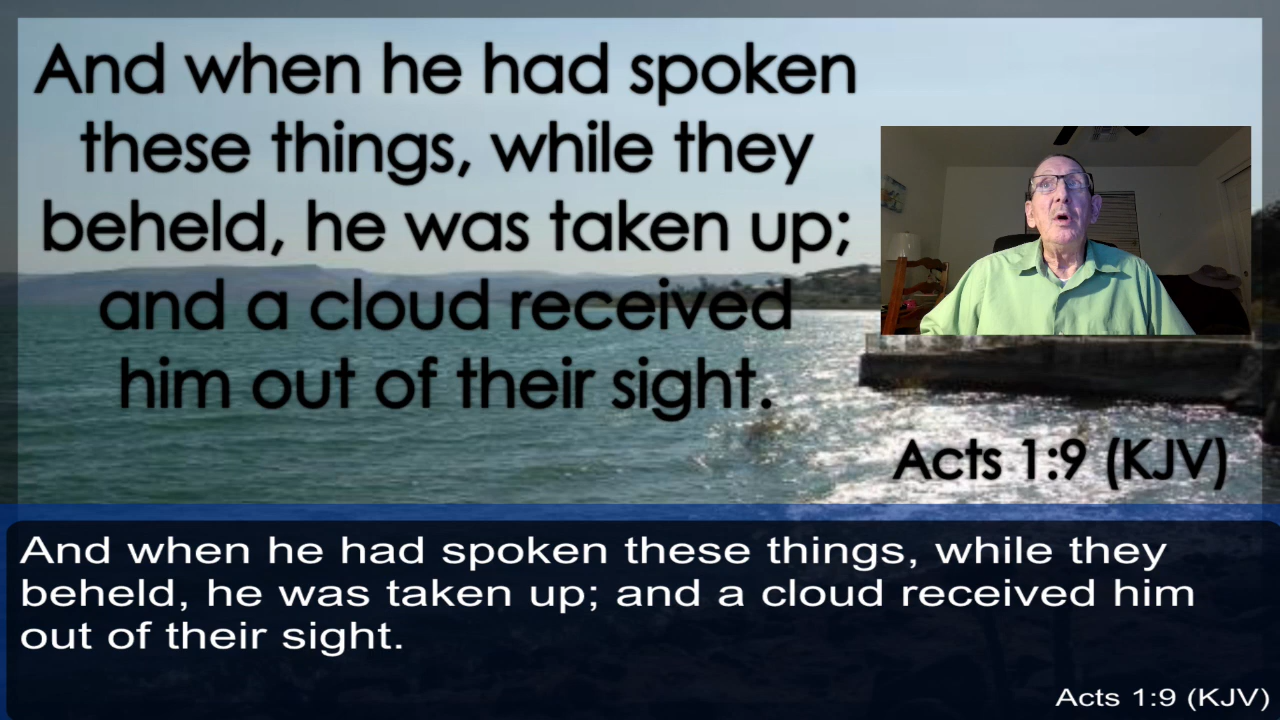 And when he had spoken
these things, while they
beheld, he was taken up;
and a cloud received
him out of their sight.
Acts 1:9 (KJV)
And when he had spoken these things, while they
beheld, he was taken up; and a cloud received him
out of their sight.
Acts 1:9 (KJV)